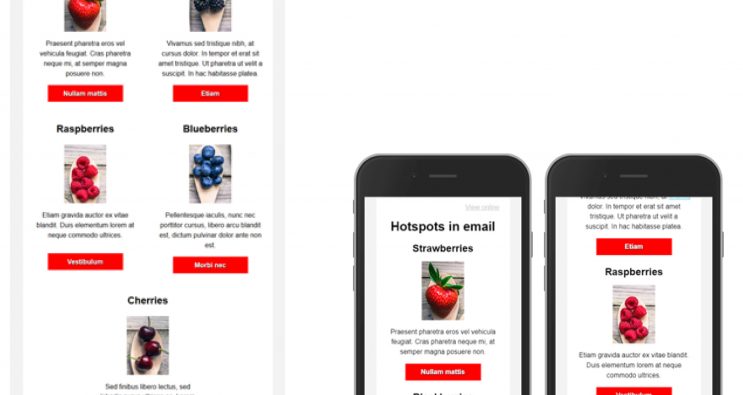 Praesent pharetra eros vel
vehicula feugiat. Cras pharetra
neque mi, at semper magna
posuere non.
Nullam mattis
Vivamus sed tristique nibh, at
cursus dolor. In tempor et erat sit
amet tristique. Ut pharetra ut velit a
suscipit. In hac habitasse platea.
Etiam
Raspberries
Etiam gravida auctor ex vitae
blandit. Duis elementum lorem at
neque commodo ultrices.
Vestibulum
Blueberries
Pellentesque iaculis, nunc nec
porttitor cursus, libero arcu blandit
est, dictum pulvinar dolor ante non
est.
Morbi nec
Cherries
Sed finibus libero lectus, sed
View online
Hotspots in email
Strawberries
Praesent pharetra eros vel vehicula
feugiat. Cras pharetra neque mi, at
semper magna posuere non.
Nullam mattis
Vivamus sed tristique nibh, at
dolor. In tempor et erat sit amet
tristique. Ut pharetra ut velit a
suscipit. In hac habitasse platea.
Etiam
Raspberries
Etiam gravida auctor ex vitae blandit.
Duis elementum lorem at neque
commodo ultrices.